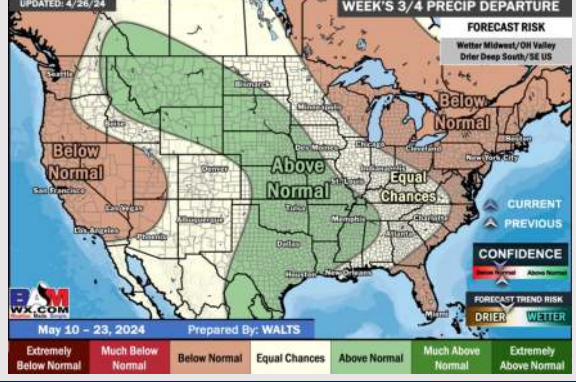 UPDATED: 4/26/24
WEEK'S 3/4 PRECIP DEPARTURE
FORECAST RISK
Wetter Midwest/OH Valley
Drier Deep South/SE US
Seattle
Bismarck
Minneapolis
Boise
Below
Normal
Boston
Chicago
Cleveland
New York City
Des Moines
Below
Normal
Denver
Above
Normal
St. Louis
Indianapolis
Equal
Chances
San Francisco
Las Vegas
Tulsa
CURRENT
PREVIOUS
Los Angeles
Phoenix
Albuquerque
Memphis
Charlotte
Atlanta
Dallas
CONFIDENCE
Below Normal
Above Normal
Houston
New Orleans
BAM
WX.COM
FORECAST TREND RISK
DRIER
WETTER
Miami
May 10 – 23, 2024
Prepared By: WALTS
Extremely
Below Normal
Much Below
Normal
Below Normal
Equal Chances
Above Normal
Much Above
Normal
Extremely
Above Normal